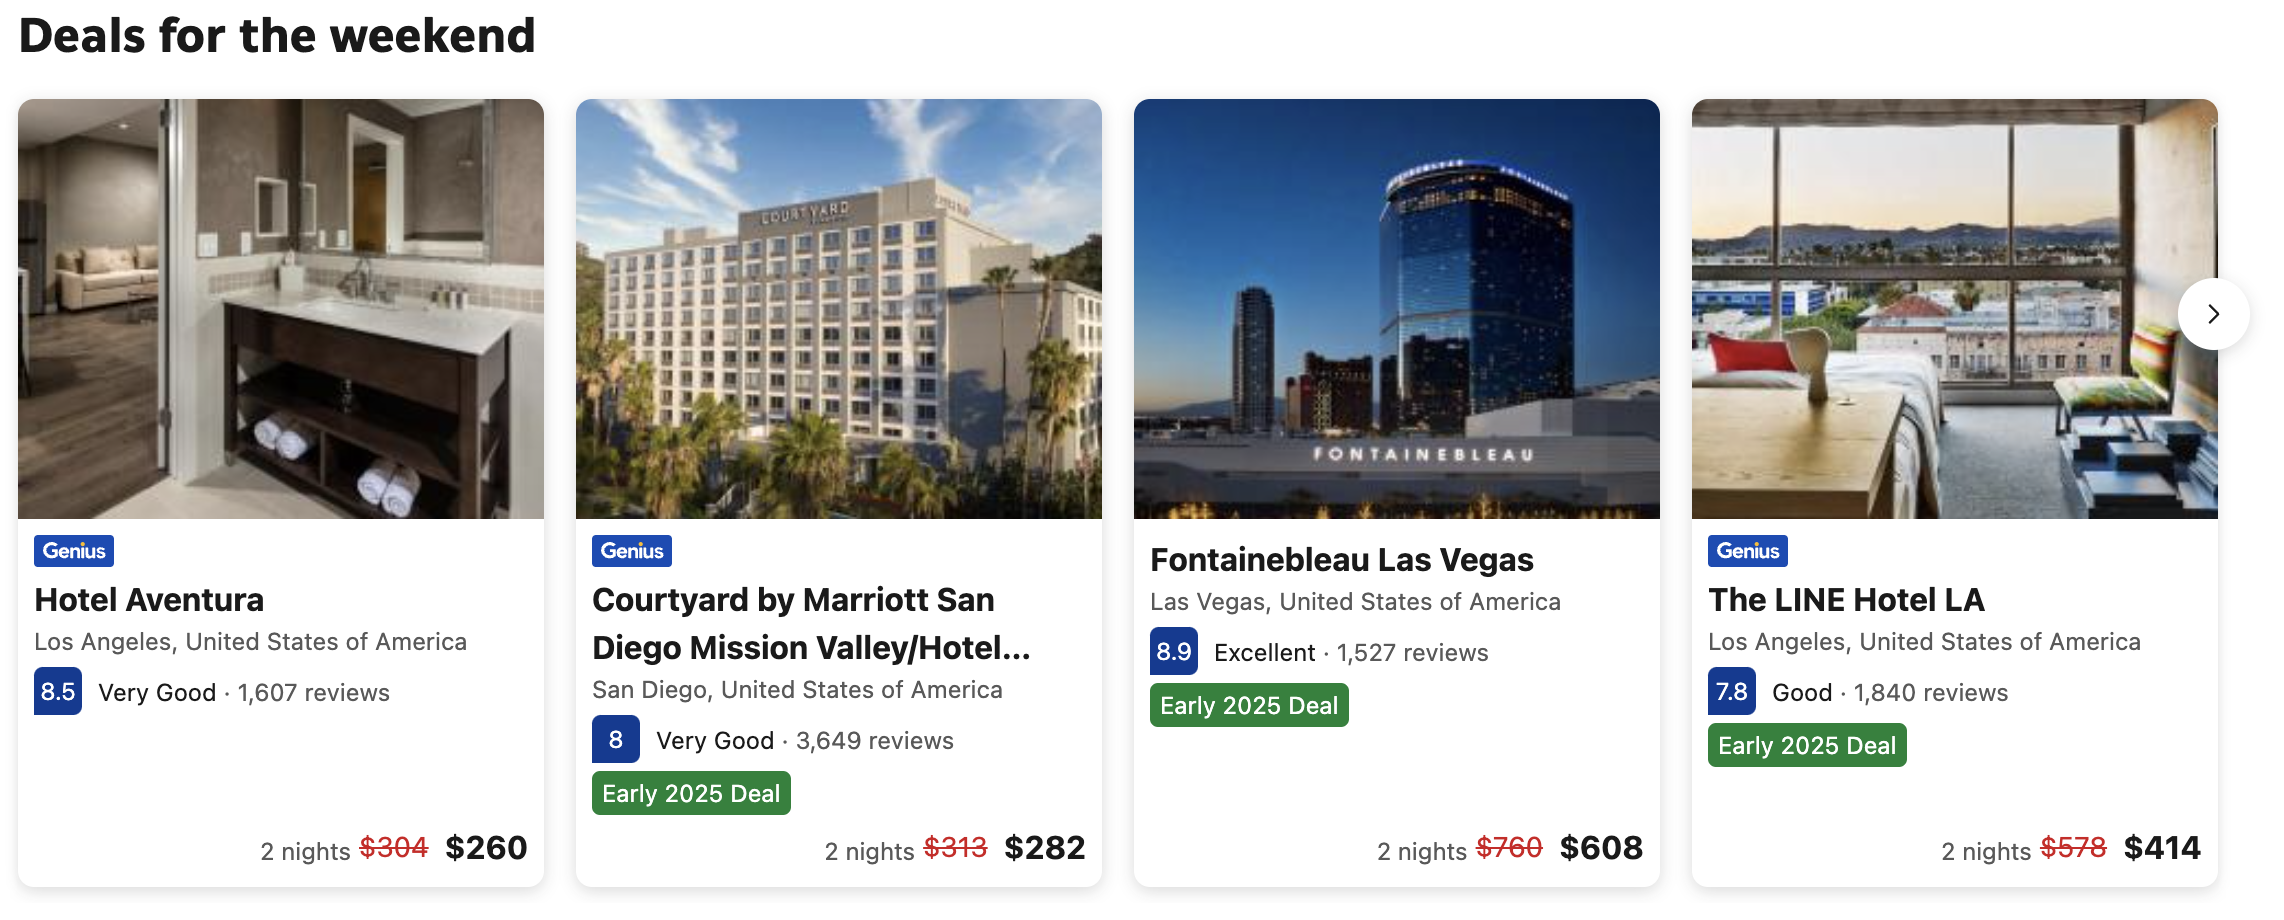 Deals for the weekend
COURTYARD
FONTAINEBLEAU
Genius
Hotel Aventura
Los Angeles, United States of America
8.5 Very Good · 1,607 reviews
2 nights $304 $260
Genius
Courtyard by Marriott San
Diego Mission Valley/Hotel...
San Diego, United States of America
8 Very Good · 3,649 reviews
Early 2025 Deal
2 nights $313 $282
Fontainebleau Las Vegas
Las Vegas, United States of America
8.9 Excellent · 1,527 reviews
Early 2025 Deal
2 nights $760 $608
Genius
The LINE Hotel LA
Los Angeles, United States of America
7.8 Good · 1,840 reviews
Early 2025 Deal
2 nights $578 $414